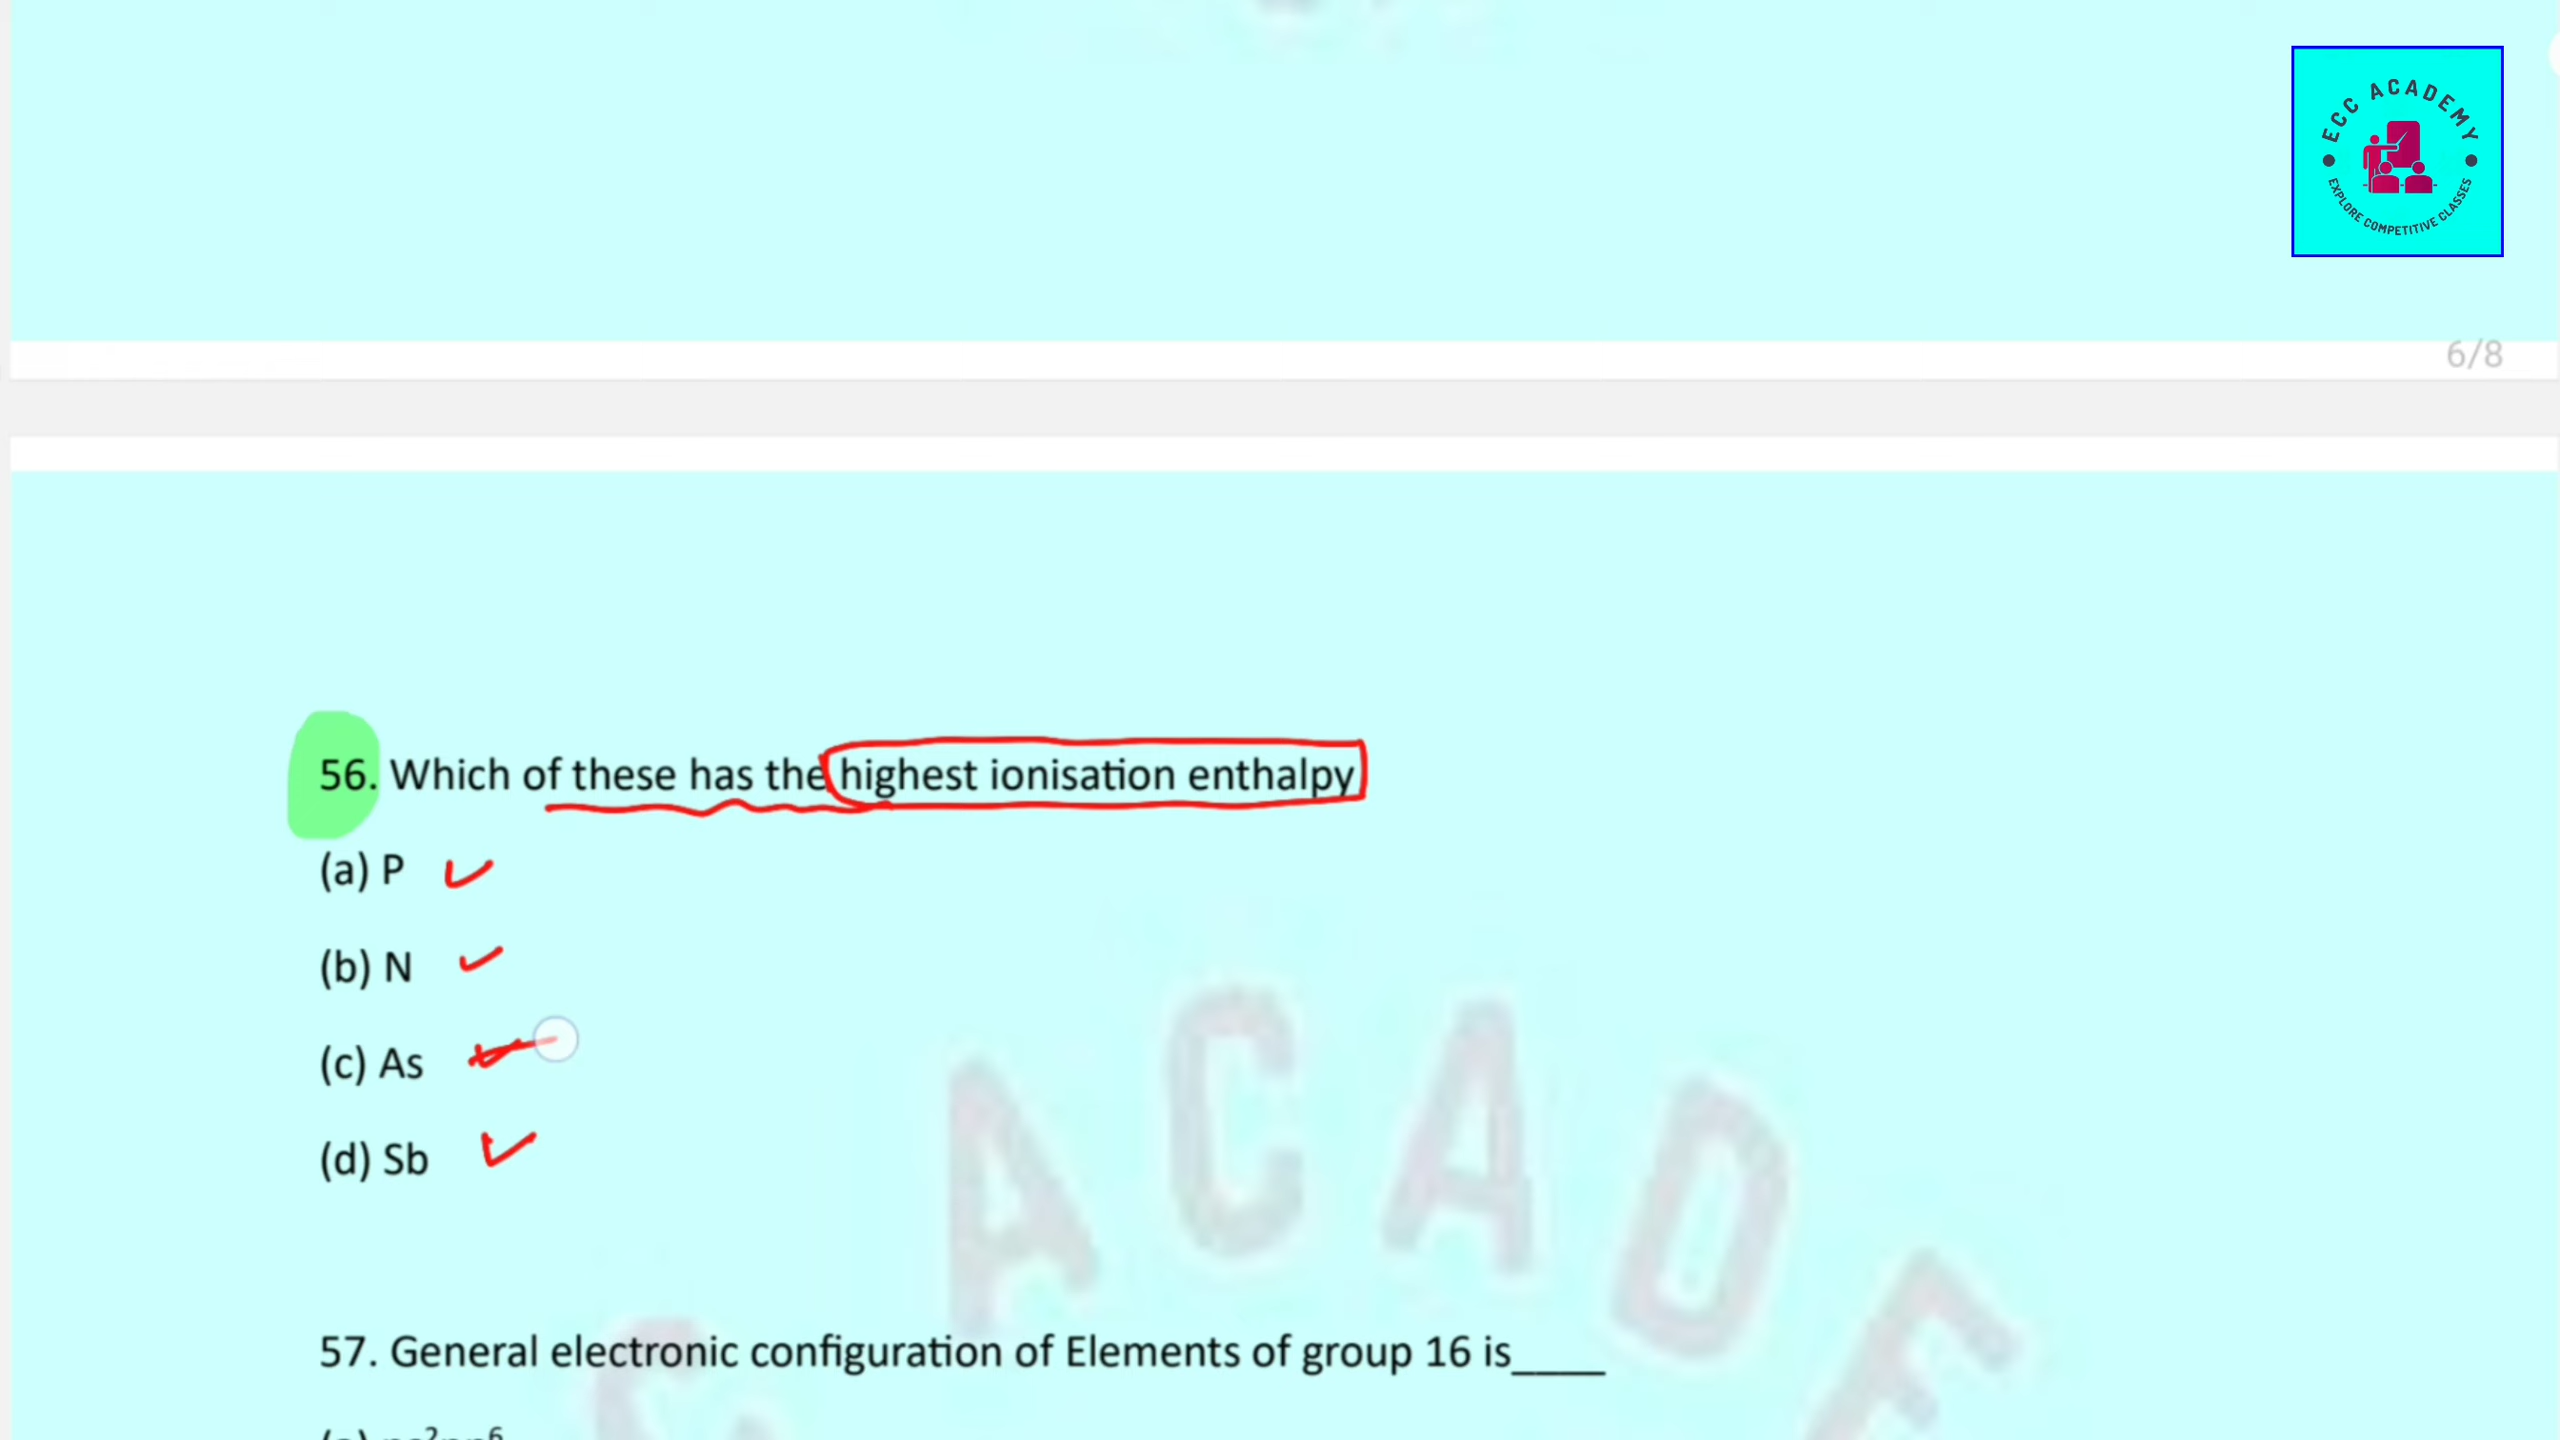 ECC ACADEMY
EXPLORE COMPETITIVE CLASSES
6/8
56. Which of these has the highest ionisation enthalpy
(a) P
(b) N
(c) As
(d) Sb
ACADE
57. General electronic configuration of Elements of group 16 is____